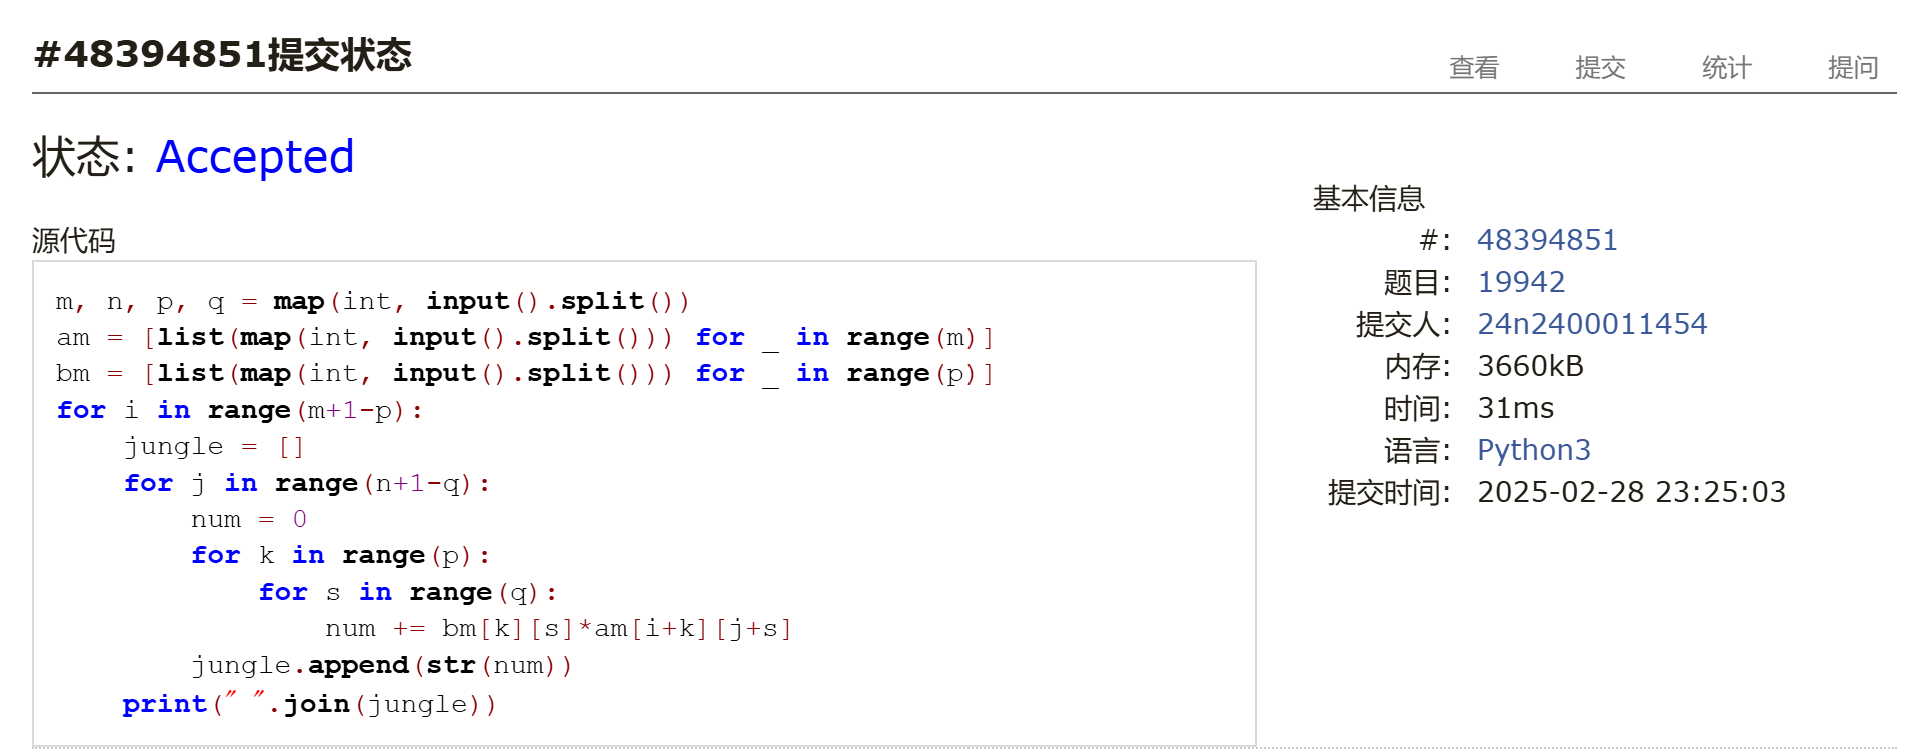 #48394851提交状态
查看 提交 统计 提问
状态: Accepted
源代码
m, n, p, q = map(int, input().split())
am = [list(map(int, input().split())) for _ in range(m)]
bm = [list(map(int, input().split())) for _ in range(p)]
for i in range(m+1-p):
    jungle = []
    for j in range(n+1-q):
        num = 0
        for k in range(p):
            for s in range(q):
                num += bm[k][s]*am[i+k][j+s]
        jungle.append(str(num))
    print(" ".join(jungle))
基本信息
#: 48394851
题目: 19942
提交人: 24n2400011454
内存: 3660kB
时间: 31ms
语言: Python3
提交时间: 2025-02-28 23:25:03